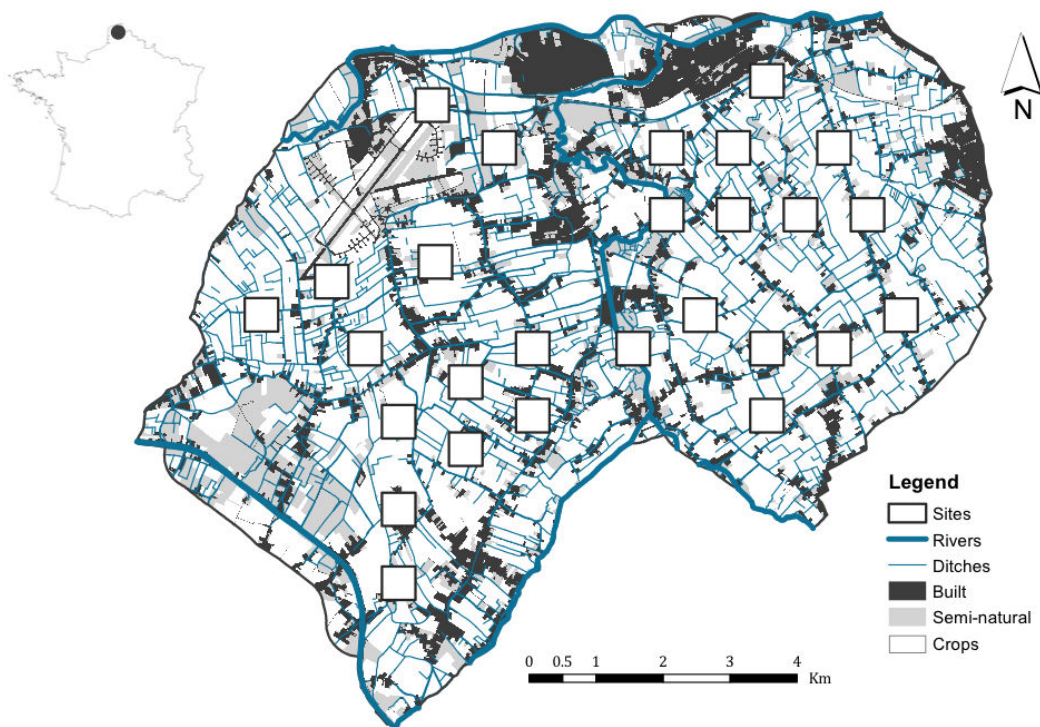 N
Legend
Sites
Rivers
Ditches
Built
Semi-natural
Crops
0 0.5 1 2 3 4
Km